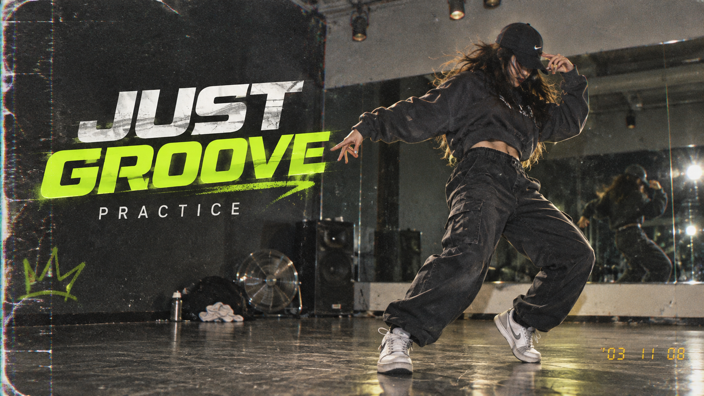 JUST
GROOVE
PRACTICE
'03 11 08